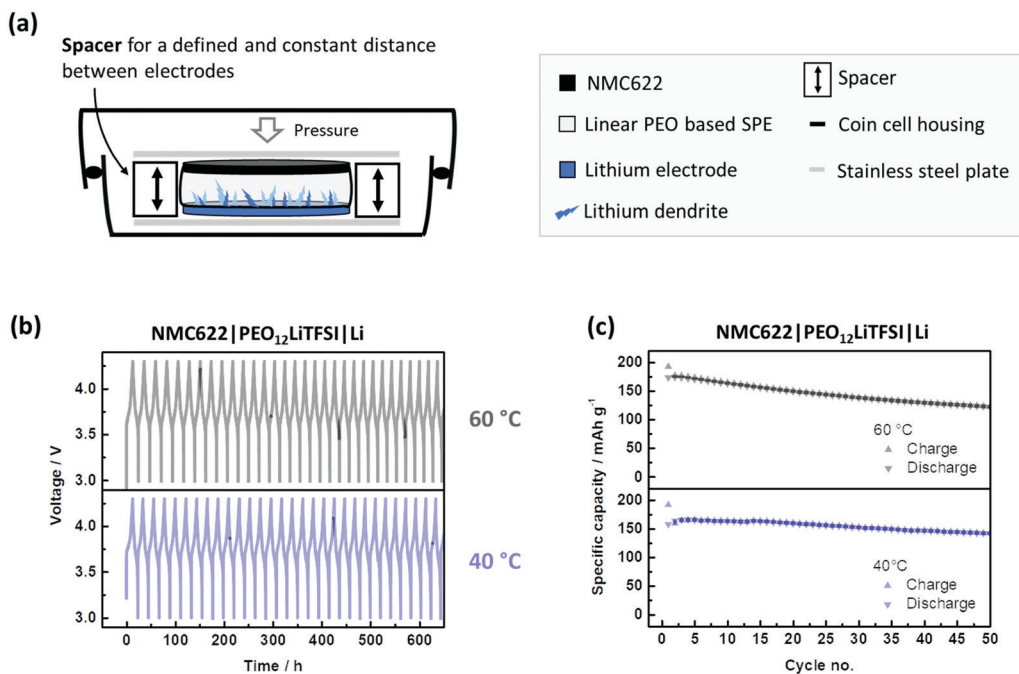 (a)
Spacer for a defined and constant distance
between electrodes
Pressure
NMC622
Spacer
Linear PEO based SPE
Coin cell housing
Lithium electrode
Stainless steel plate
Lithium dendrite
(b)
NMC622|PEO₁₂LiTFSI|Li
Voltage / V
4.0
3.5
3.0
4.0
3.5
3.0
60 °C
40 °C
0 100 200 300 400 500 600
Time / h
(c)
NMC622|PEO₁₂LiTFSI|Li
Specific capacity / mAh g⁻¹
200
150
100
50
0
60 °C
Charge
Discharge
200
150
100
50
0
40°C
Charge
Discharge
0 5 10 15 20 25 30 35 40 45 50
Cycle no.